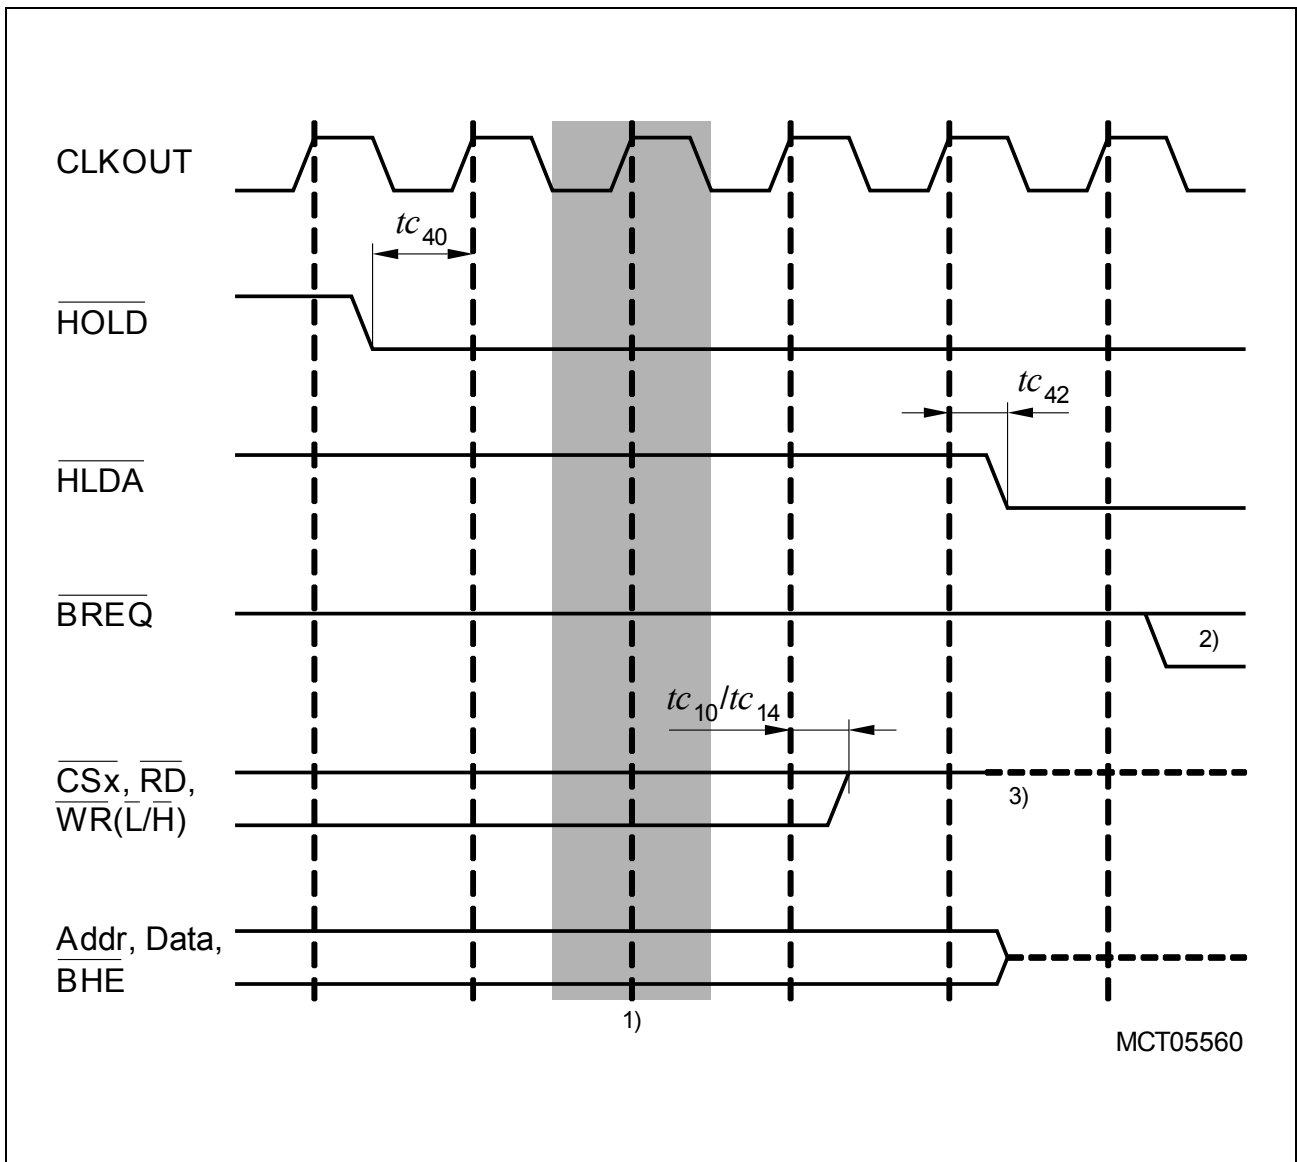 CLKOUT
tc40
HOLD
tc42
HLDA
BREQ
2)
tc10/tc14
CSx, RD,
WR(L/H)
3)
Addr, Data,
BHE
1)
MCT05560